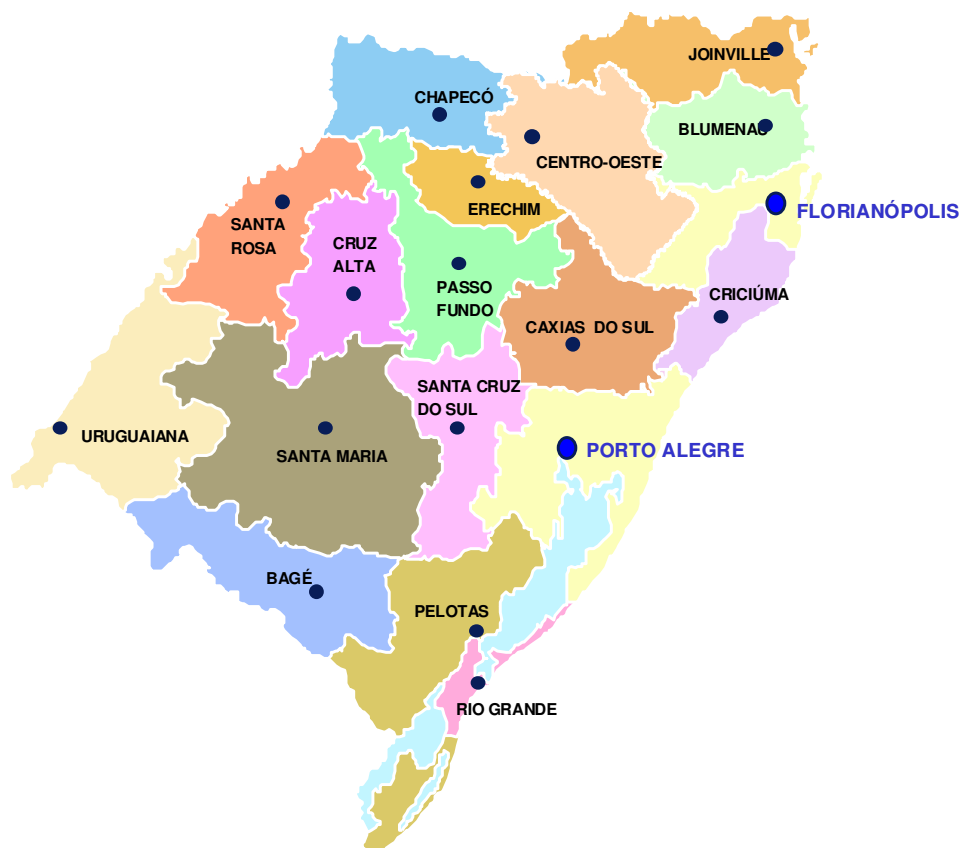 JOINVILLE
CHAPECÓ
BLUMENAU
CENTRO-OESTE
ERECHIM
FLORIANÓPOLIS
SANTA
ROSA
CRUZ
ALTA
PASSO
FUNDO
CRICIÚMA
CAXIAS DO SUL
SANTA CRUZ
DO SUL
URUGUAIANA
SANTA MARIA
PORTO ALEGRE
BAGÉ
PELOTAS
RIO GRANDE